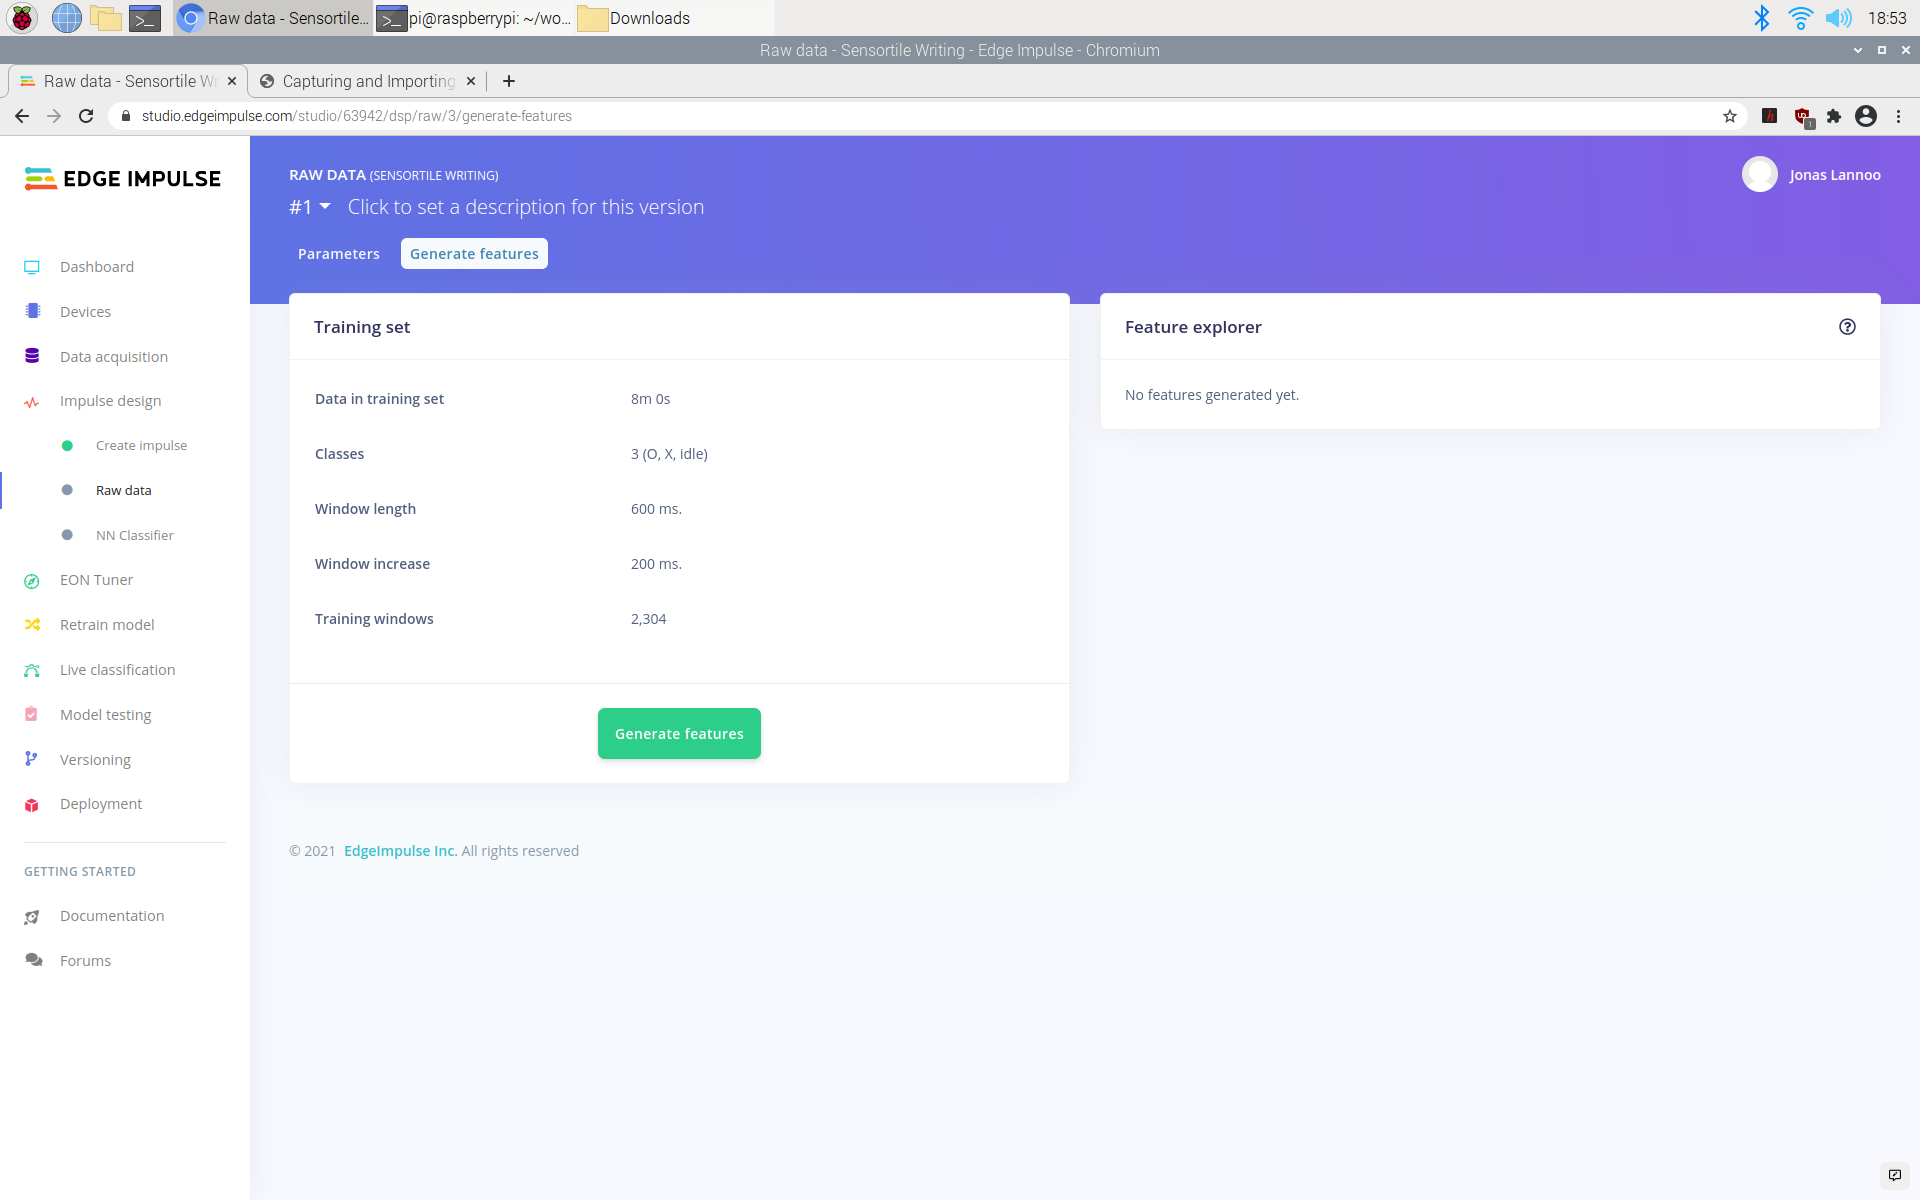 Raw data - Sensortile... pi@raspberrypi: ~/wo... Downloads 18:53
Raw data - Sensortile Writing - Edge Impulse - Chromium
Raw data - Sensortile W Capturing and Importing
studio.edgeimpulse.com/studio/63942/dsp/raw/3/generate-features 1
EDGE IMPULSE
Dashboard
Devices
Data acquisition
Impulse design
Create impulse
Raw data
NN Classifier
EON Tuner
Retrain model
Live classification
Model testing
Versioning
Deployment
GETTING STARTED
Documentation
Forums
RAW DATA (SENSORTILE WRITING)
Jonas Lannoo
#1 Click to set a description for this version
Parameters Generate features
Training set
Data in training set 8m 0s
Classes 3 (O, X, idle)
Window length 600 ms.
Window increase 200 ms.
Training windows 2,304
Generate features
Feature explorer
No features generated yet.
© 2021 EdgeImpulse Inc. All rights reserved